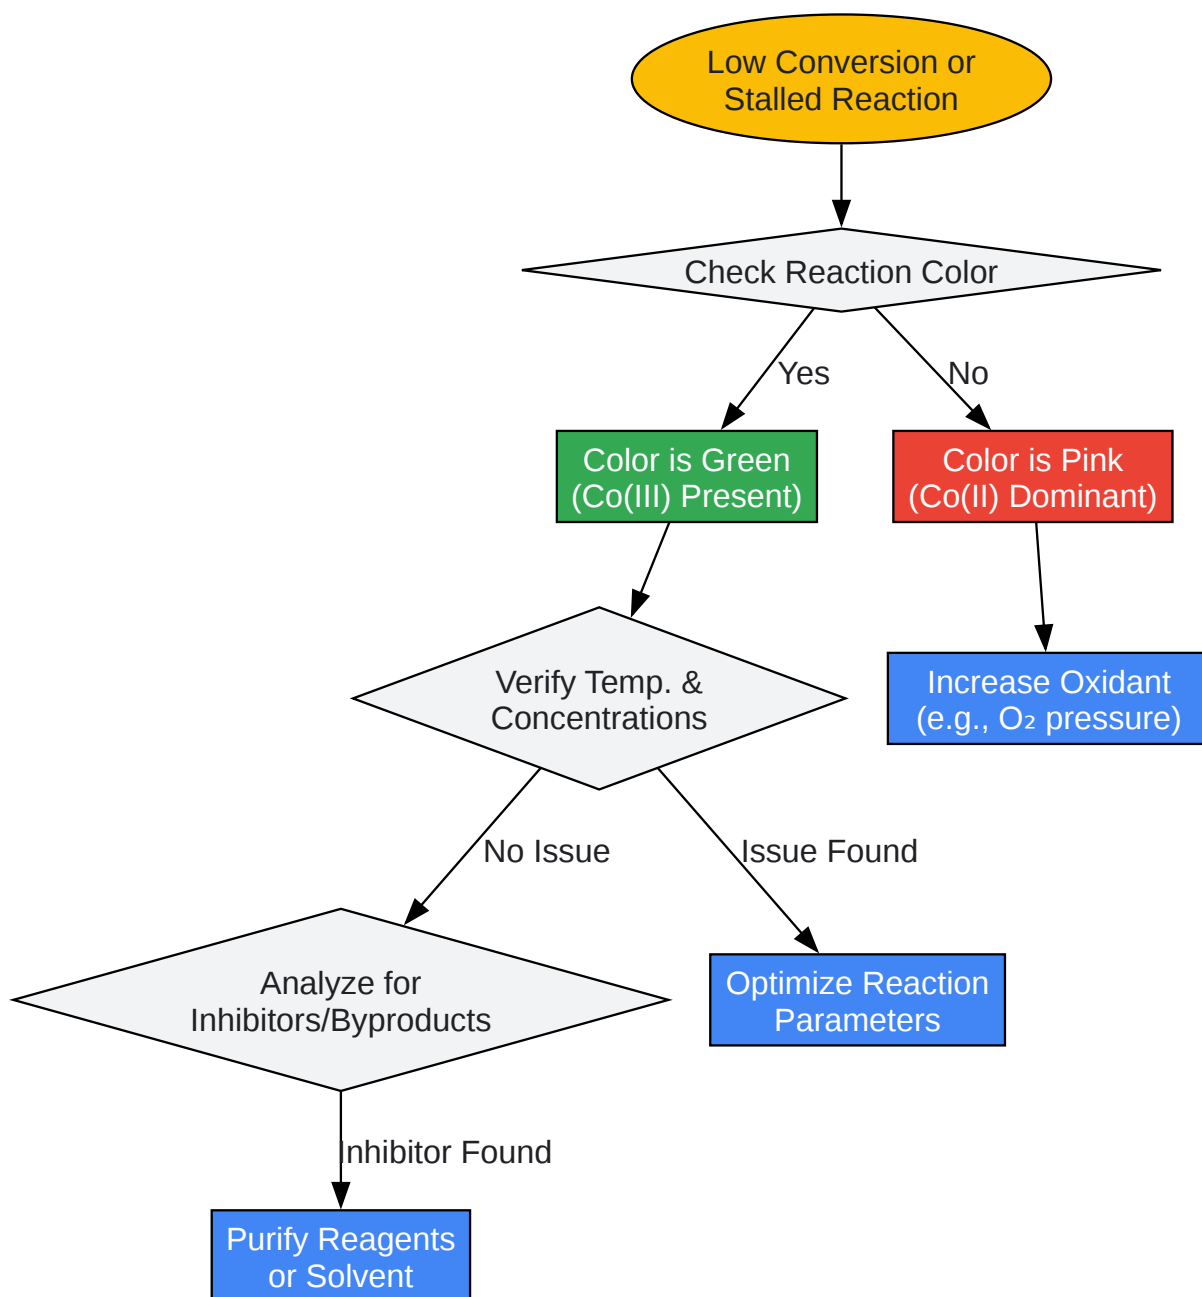 Low Conversion or
Stalled Reaction
Check Reaction Color
Yes
No
Color is Green
(Co(III) Present)
Color is Pink
(Co(II) Dominant)
Verify Temp. &
Concentrations
Increase Oxidant
(e.g., O₂ pressure)
No Issue
Issue Found
Analyze for
Inhibitors/Byproducts
Optimize Reaction
Parameters
Inhibitor Found
Purify Reagents
or Solvent